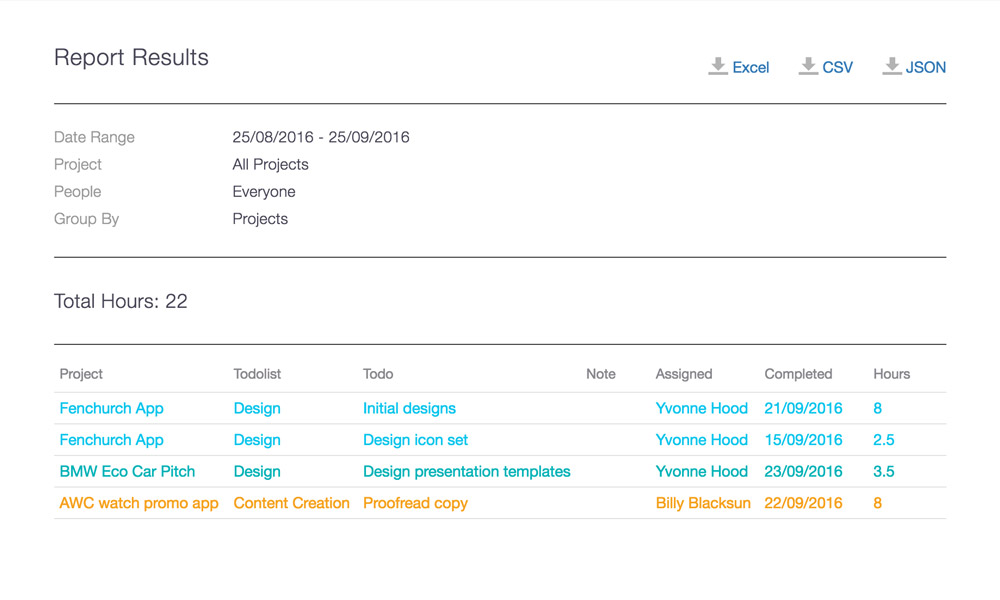 Report Results
Excel CSV JSON
Date Range 25/08/2016 - 25/09/2016
Project All Projects
People Everyone
Group By Projects
Total Hours: 22
Project Todolist Todo Note Assigned Completed Hours
Fenchurch App Design Initial designs Yvonne Hood 21/09/2016 8
Fenchurch App Design Design icon set Yvonne Hood 15/09/2016 2.5
BMW Eco Car Pitch Design Design presentation templates Yvonne Hood 23/09/2016 3.5
AWC watch promo app Content Creation Proofread copy Billy Blacksun 22/09/2016 8